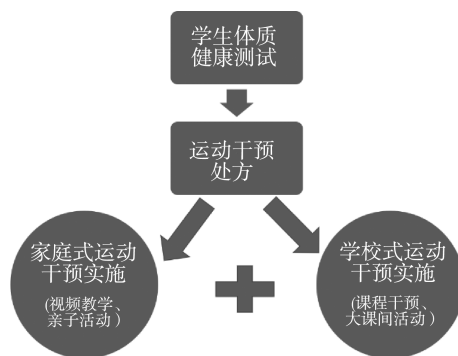 学生体质
健康测试
运动干预
处方
家庭式运动
干预实施
(视频教学、
亲子活动）
学校式运动
干预实施
(课程干预、
大课间活动）